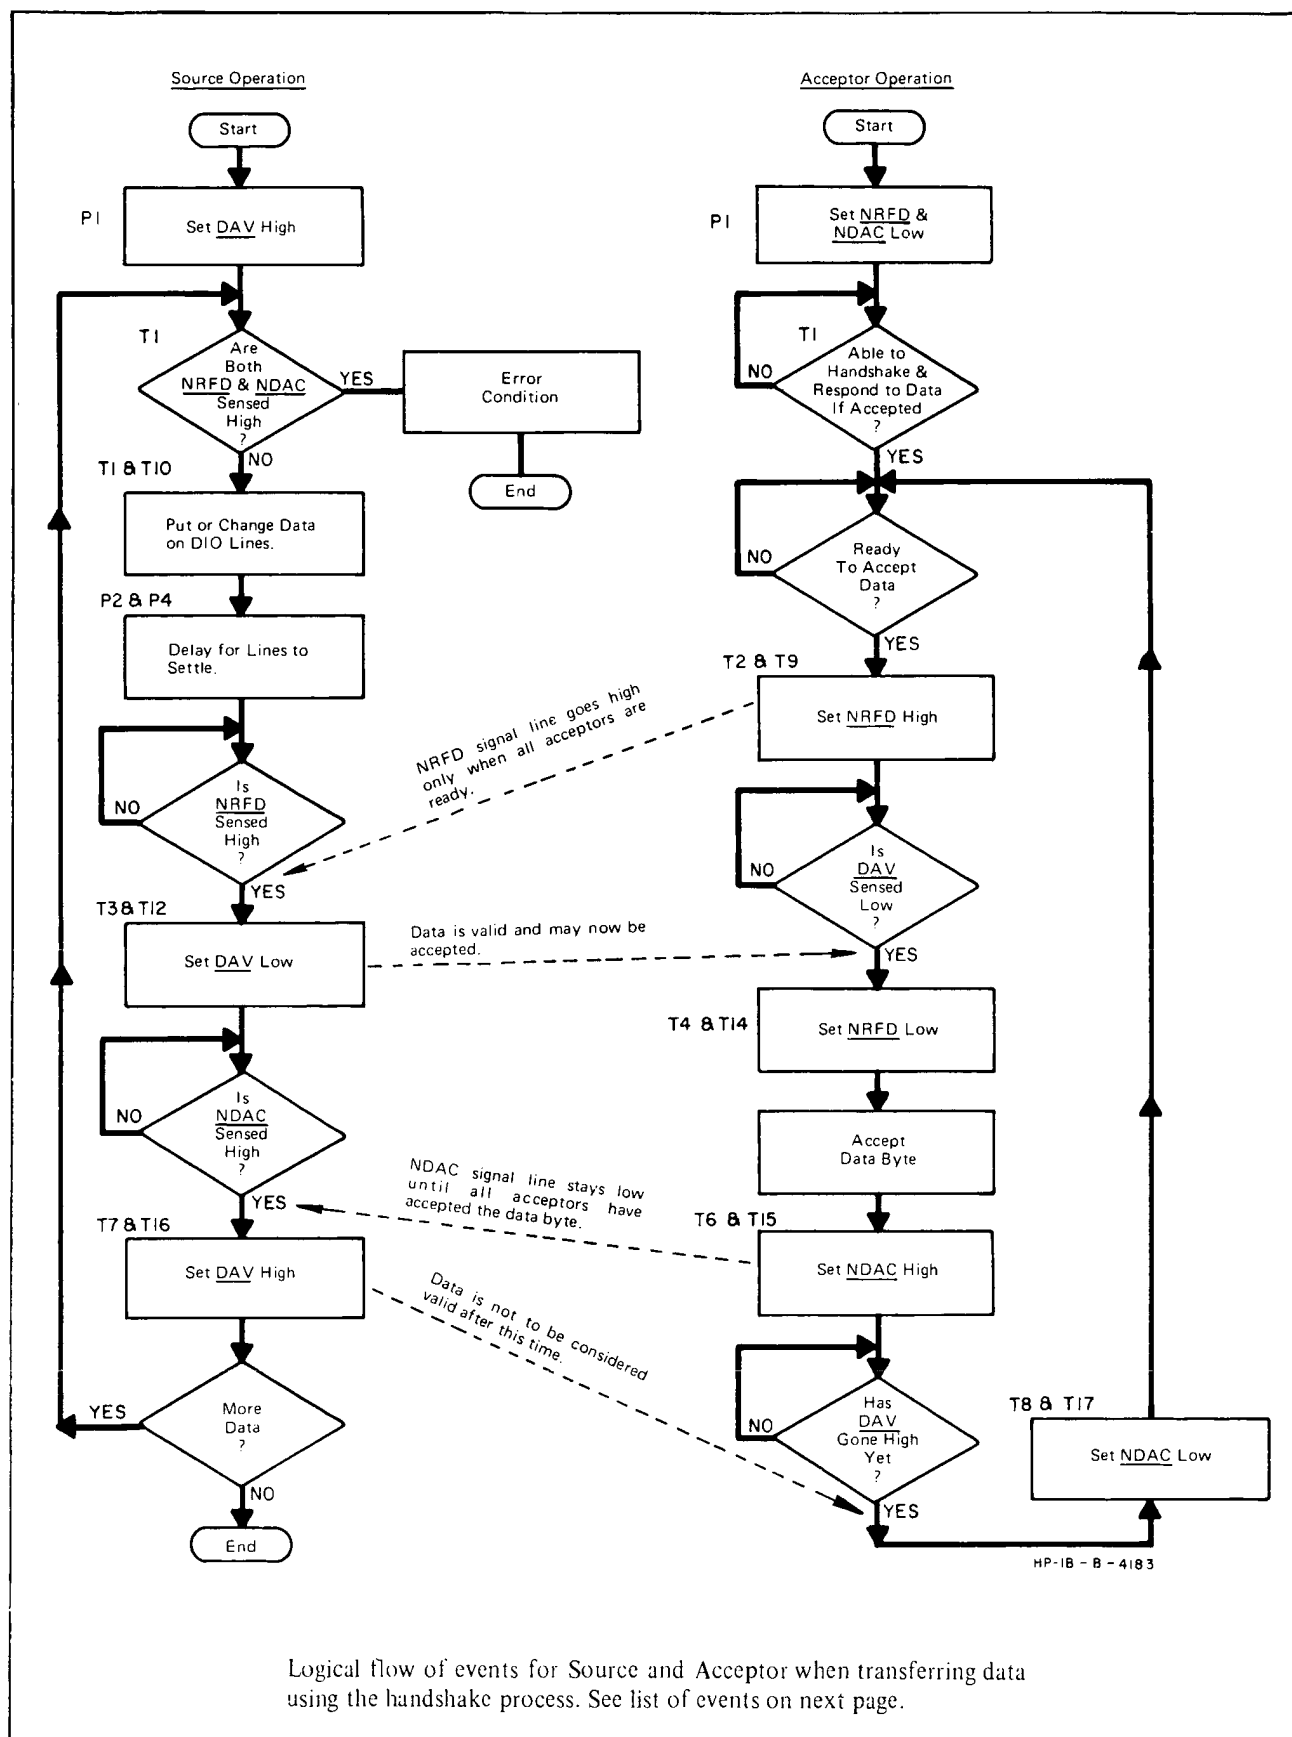 Source Operation
Start
P1
Set DAV High
T1
Are
Both
NRFD & NDAC
Sensed
High
?
YES
Error
Condition
End
NO
T1 & T10
Put or Change Data
on DIO Lines.
P2 & P4
Delay for Lines to
Settle.
Is
NRFD
Sensed
High
?
NO
YES
T3 & T12
Set DAV Low
Is
NDAC
Sensed
High
?
NO
YES
T7 & T16
Set DAV High
More
Data
?
YES
NO
End
NRFD signal line goes high
only when all acceptors are
ready.
Data is valid and may now be
accepted.
NDAC signal line stays low
until all acceptors have
accepted the data byte.
Data is not to be considered
valid after this time.
Acceptor Operation
Start
P1
Set NRFD &
NDAC Low
T1
Able to
Handshake &
Respond to Data
If Accepted
?
NO
YES
Ready
To Accept
Data
?
NO
YES
T2 & T9
Set NRFD High
Is
DAV
Sensed
Low
?
NO
YES
T4 & T14
Set NRFD Low
Accept
Data Byte
T6 & T15
Set NDAC High
Has
DAV
Gone High
Yet
?
NO
YES
T8 & T17
Set NDAC Low
HP-IB - B - 4183
Logical flow of events for Source and Acceptor when transferring data
using the handshake process. See list of events on next page.